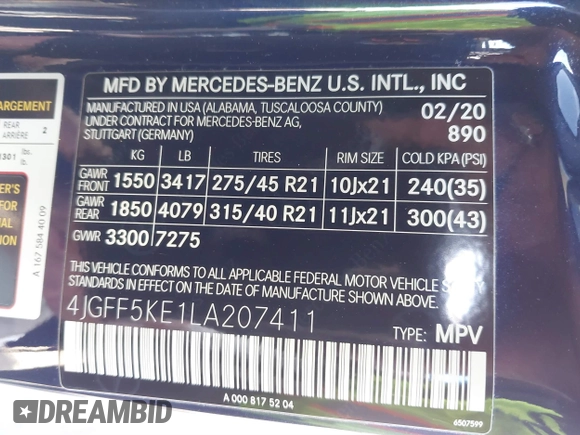 ARGEMENT
REAR
ARRIÈRE 2
lbs.
lb.
A 167 584 40 09
MFD BY MERCEDES-BENZ U.S. INTL., INC
MANUFACTURED IN USA (ALABAMA, TUSCALOOSA COUNTY) 02/20
UNDER CONTRACT FOR MERCEDES-BENZ AG, 890
STUTTGART (GERMANY)
KG LB TIRES RIM SIZE COLD KPA (PSI)
GAWR FRONT 1550 3417 275/45 R21 10Jx21 240(35)
GAWR REAR 1850 4079 315/40 R21 11Jx21 300(43)
GVWR 3300 7275
THIS VEHICLE CONFORMS TO ALL APPLICABLE FEDERAL MOTOR VEHICLE SAFETY
STANDARDS IN EFFECT ON THE DATE OF MANUFACTURE SHOWN ABOVE.
4JGFF5KE1LA207411
TYPE: MPV
A 000 817 52 04
6507599
DREAMBID